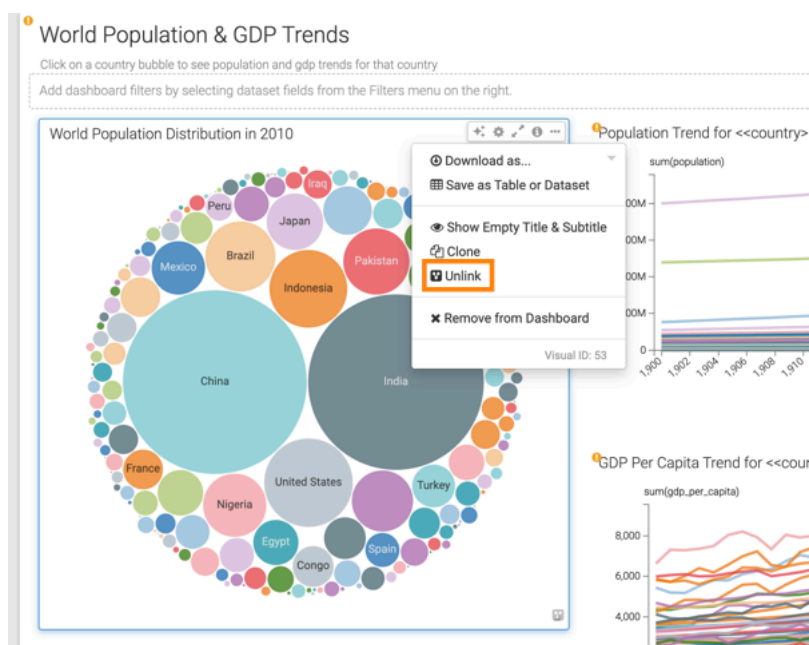 World Population & GDP Trends
Click on a country bubble to see population and gdp trends for that country
Add dashboard filters by selecting dataset fields from the Filters menu on the right.
World Population Distribution in 2010
Download as...
Save as Table or Dataset
Show Empty Title & Subtitle
Clone
Unlink
Remove from Dashboard
Visual ID: 53
Iraq
Peru
Japan
Brazil
Pakistan
Mexico
Indonesia
China
India
France
United States
Turkey
Nigeria
Egypt
Spain
Congo
Population Trend for <<country>
sum(population)
00M
00M
00M
00M
0
1,900
1,902
1,904
1,906
1,908
1,910
GDP Per Capita Trend for <<cour
sum(gdp_per_capita)
8,000
6,000
4,000